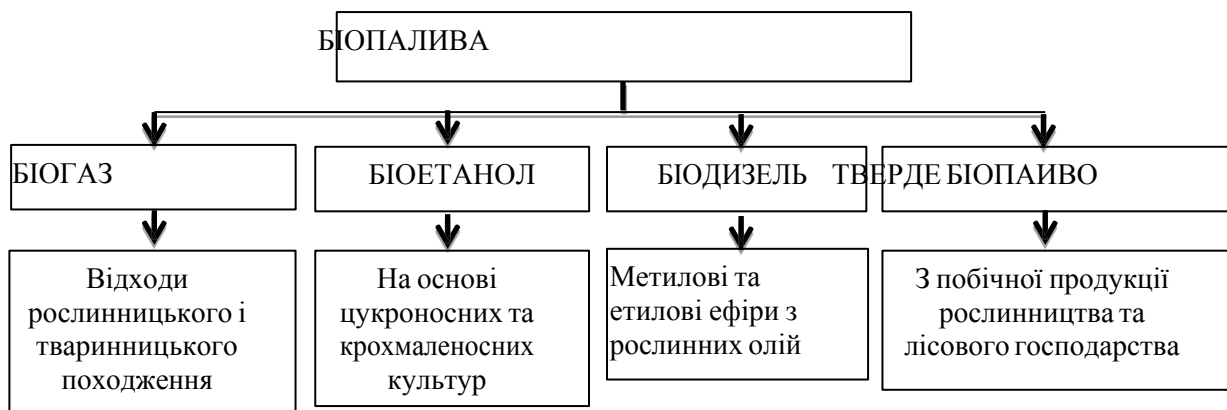 БІОПАЛИВА
БІОГАЗ
БІОЕТАНОЛ
БІОДИЗЕЛЬ
ТВЕРДЕ БІОПАИВО
Відходи
рослинницького і
тваринницького
походження
На основі
цукроносних та
крохмаленосних
культур
Метилові та
етилові ефіри з
рослинних олій
З побічної продукції
рослинництва та
лісового господарства